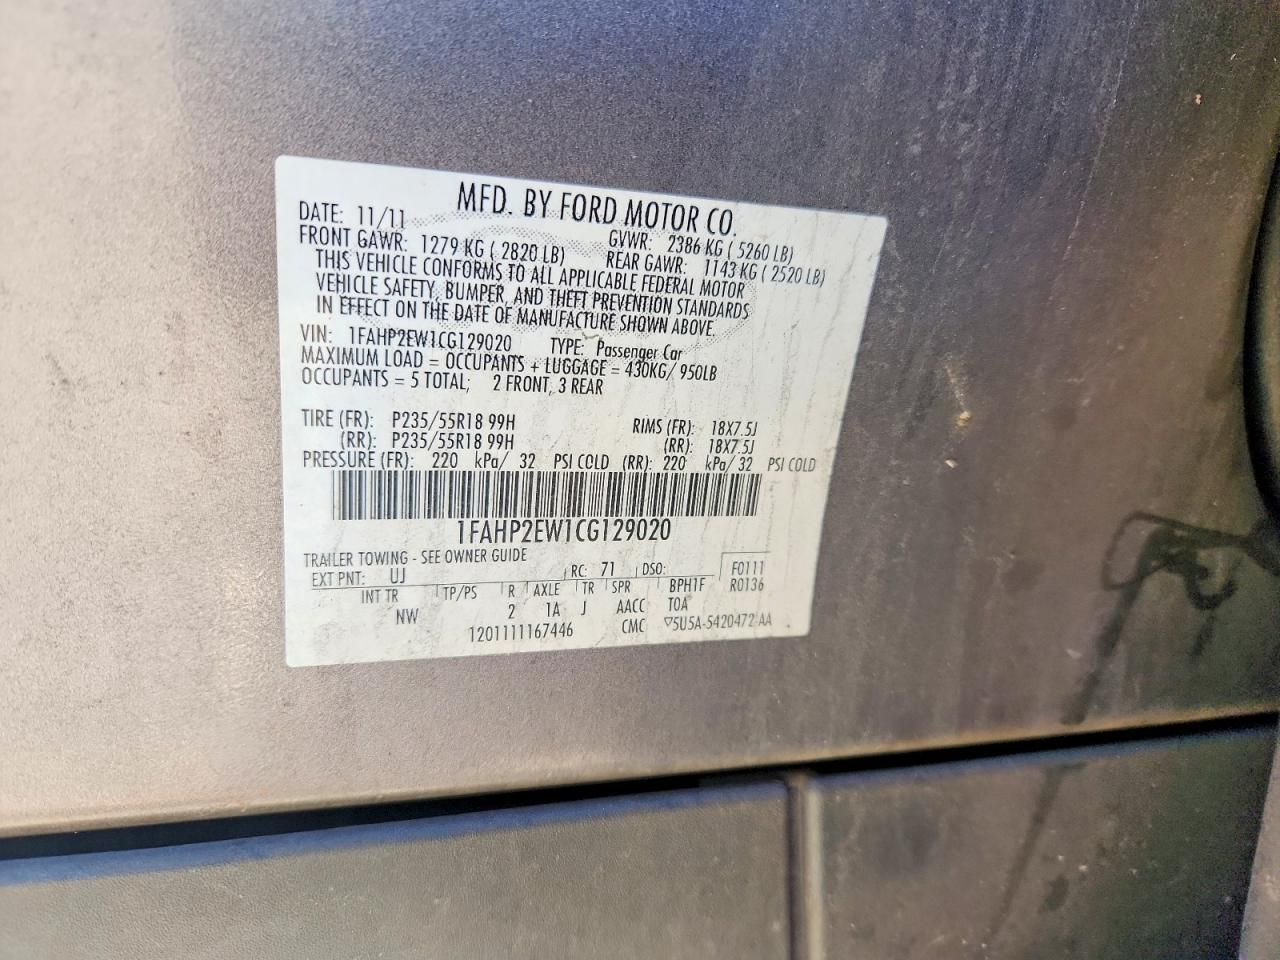 MFD. BY FORD MOTOR CO.
DATE: 11/11 GVWR: 2386 KG ( 5260 LB)
FRONT GAWR: 1279 KG ( 2820 LB) REAR GAWR: 1143 KG ( 2520 LB)
THIS VEHICLE CONFORMS TO ALL APPLICABLE FEDERAL MOTOR
VEHICLE SAFETY, BUMPER, AND THEFT PREVENTION STANDARDS
IN EFFECT ON THE DATE OF MANUFACTURE SHOWN ABOVE.
VIN: 1FAHP2EW1CG129020 TYPE: Passenger Car
MAXIMUM LOAD = OCCUPANTS + LUGGAGE = 430KG/ 950LB
OCCUPANTS = 5 TOTAL; 2 FRONT, 3 REAR
TIRE (FR): P235/55R18 99H RIMS (FR): 18X7.5J
(RR): P235/55R18 99H (RR): 18X7.5J
PRESSURE (FR): 220 kPa/ 32 PSI COLD (RR): 220 kPa/ 32 PSI COLD
1FAHP2EW1CG129020
TRAILER TOWING - SEE OWNER GUIDE
EXT PNT: UJ RC: 71 DSO: F0111
INT TR TP/PS R AXLE TR SPR BPH1F R0136
NW 2 1A J AACC TOA
1201111167446 CMC ▽5U5A-5420472 AA